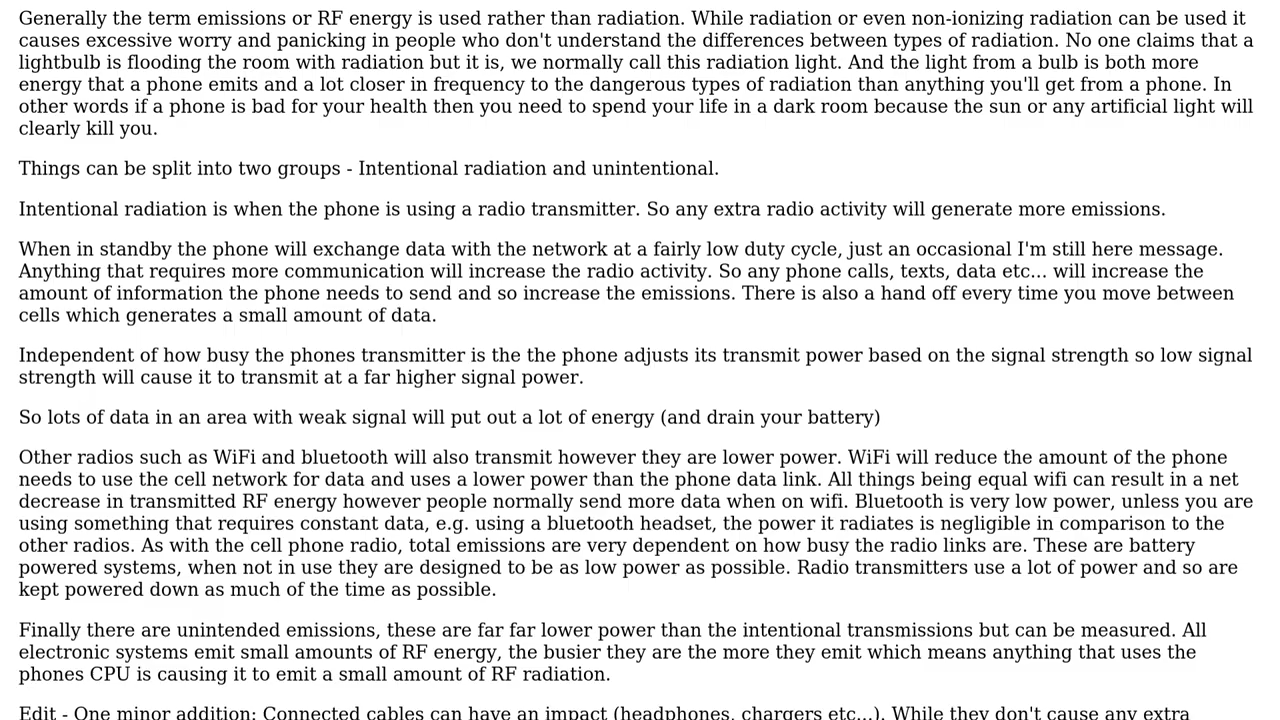 Generally the term emissions or RF energy is used rather than radiation. While radiation or even non-ionizing radiation can be used it
causes excessive worry and panicking in people who don't understand the differences between types of radiation. No one claims that a
lightbulb is flooding the room with radiation but it is, we normally call this radiation light. And the light from a bulb is both more
energy that a phone emits and a lot closer in frequency to the dangerous types of radiation than anything you'll get from a phone. In
other words if a phone is bad for your health then you need to spend your life in a dark room because the sun or any artificial light will
clearly kill you.
Things can be split into two groups - Intentional radiation and unintentional.
Intentional radiation is when the phone is using a radio transmitter. So any extra radio activity will generate more emissions.
When in standby the phone will exchange data with the network at a fairly low duty cycle, just an occasional I'm still here message.
Anything that requires more communication will increase the radio activity. So any phone calls, texts, data etc... will increase the
amount of information the phone needs to send and so increase the emissions. There is also a hand off every time you move between
cells which generates a small amount of data.
Independent of how busy the phones transmitter is the the phone adjusts its transmit power based on the signal strength so low signal
strength will cause it to transmit at a far higher signal power.
So lots of data in an area with weak signal will put out a lot of energy (and drain your battery)
Other radios such as WiFi and bluetooth will also transmit however they are lower power. WiFi will reduce the amount of the phone
needs to use the cell network for data and uses a lower power than the phone data link. All things being equal wifi can result in a net
decrease in transmitted RF energy however people normally send more data when on wifi. Bluetooth is very low power, unless you are
using something that requires constant data, e.g. using a bluetooth headset, the power it radiates is negligible in comparison to the
other radios. As with the cell phone radio, total emissions are very dependent on how busy the radio links are. These are battery
powered systems, when not in use they are designed to be as low power as possible. Radio transmitters use a lot of power and so are
kept powered down as much of the time as possible.
Finally there are unintended emissions, these are far far lower power than the intentional transmissions but can be measured. All
electronic systems emit small amounts of RF energy, the busier they are the more they emit which means anything that uses the
phones CPU is causing it to emit a small amount of RF radiation.
Edit - One minor addition: Connected cables can have an impact (headphones, chargers etc...). While they don't cause any extra